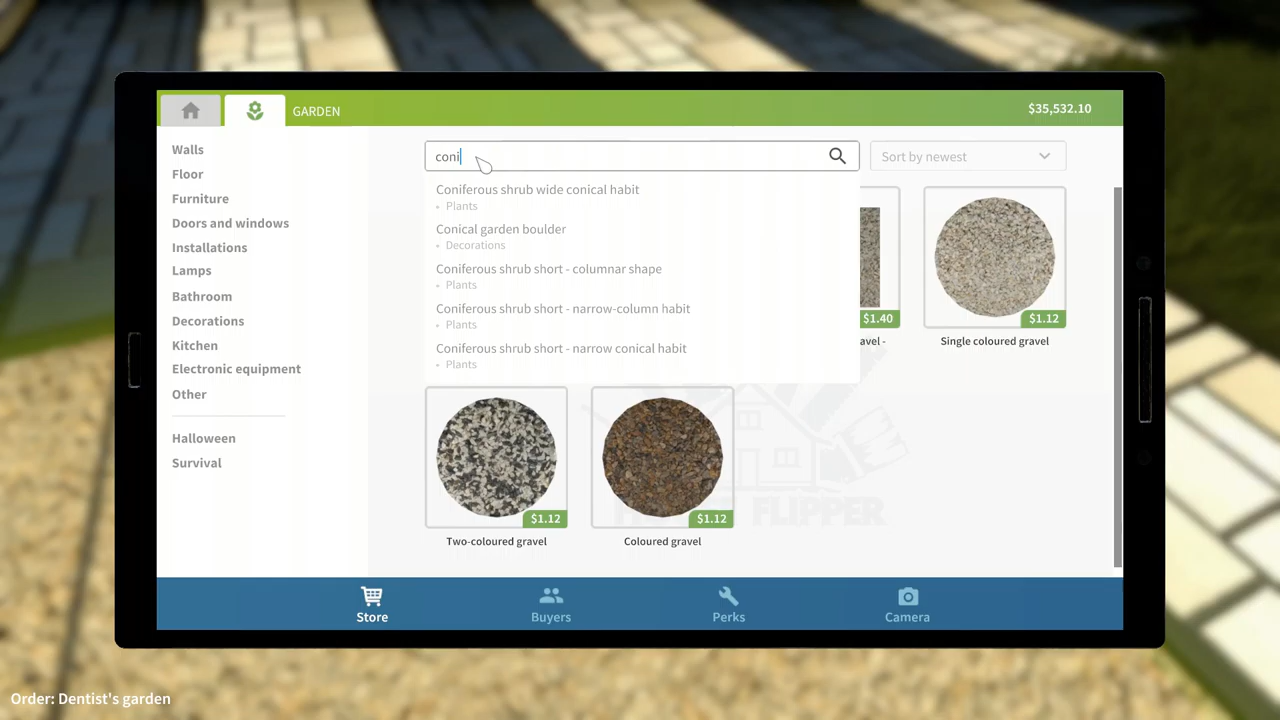 GARDEN
$35,532.10
Walls
Floor
Furniture
Doors and windows
Installations
Lamps
Bathroom
Decorations
Kitchen
Electronic equipment
Other
Halloween
Survival
coni
Sort by newest
Coniferous shrub wide conical habit
Plants
Conical garden boulder
Decorations
Coniferous shrub short - columnar shape
Plants
Coniferous shrub short - narrow-column habit
Plants
Coniferous shrub short - narrow conical habit
Plants
$1.40
avel -
$1.12
Single coloured gravel
$1.12
Two-coloured gravel
$1.12
Coloured gravel
FLIPPER
Store
Buyers
Perks
Camera
Order: Dentist's garden